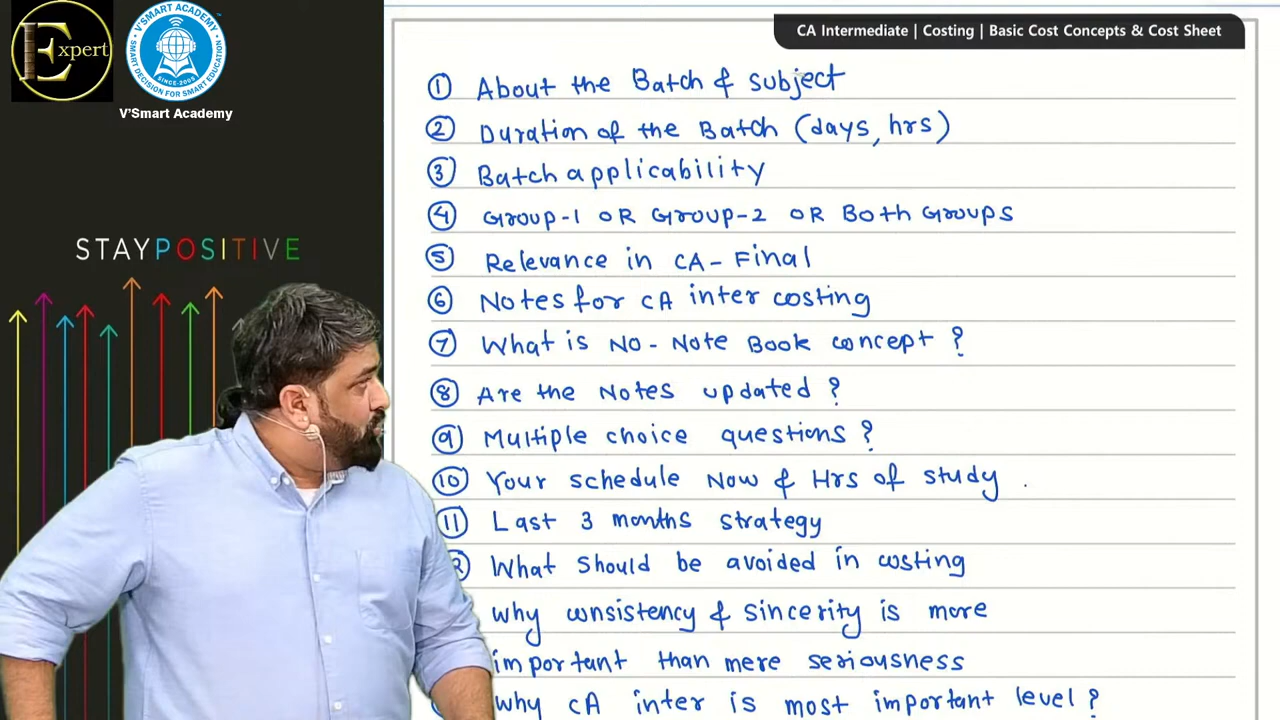 Expert
V'SMART ACADEMY
SMART DECISION FOR SMART EDUCATION
SINCE-2005
V'Smart Academy
STAYPOSITIVE
CA Intermediate | Costing | Basic Cost Concepts & Cost Sheet
① About the Batch & subject
② Duration of the Batch (days, hrs)
③ Batch applicability
④ Group-1 OR Group-2 OR Both Groups
⑤ Relevance in CA-Final
⑥ Notes for CA inter costing
⑦ What is No-Note Book concept?
⑧ Are the Notes updated?
⑨ Multiple choice questions?
⑩ Your schedule Now & Hrs of study.
⑪ Last 3 months strategy
What should be avoided in costing
why consistency & sincerity is more
important than mere seriousness
why CA inter is most important level?